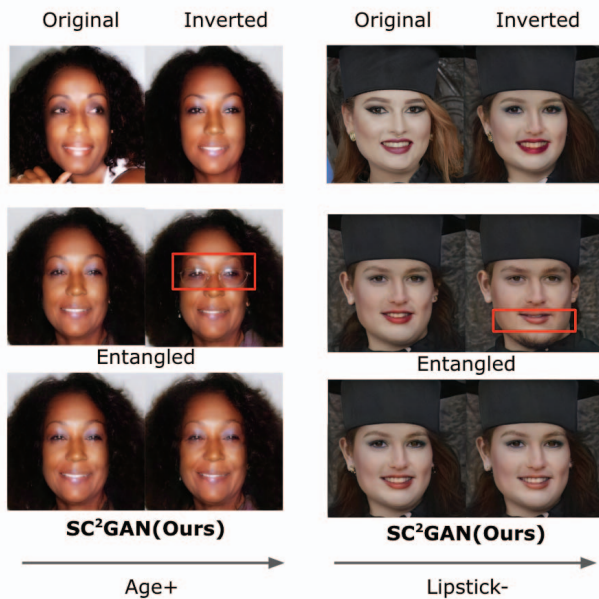 Original Inverted
Original Inverted
Entangled
Entangled
SC²GAN(Ours)
SC²GAN(Ours)
Age+
Lipstick-